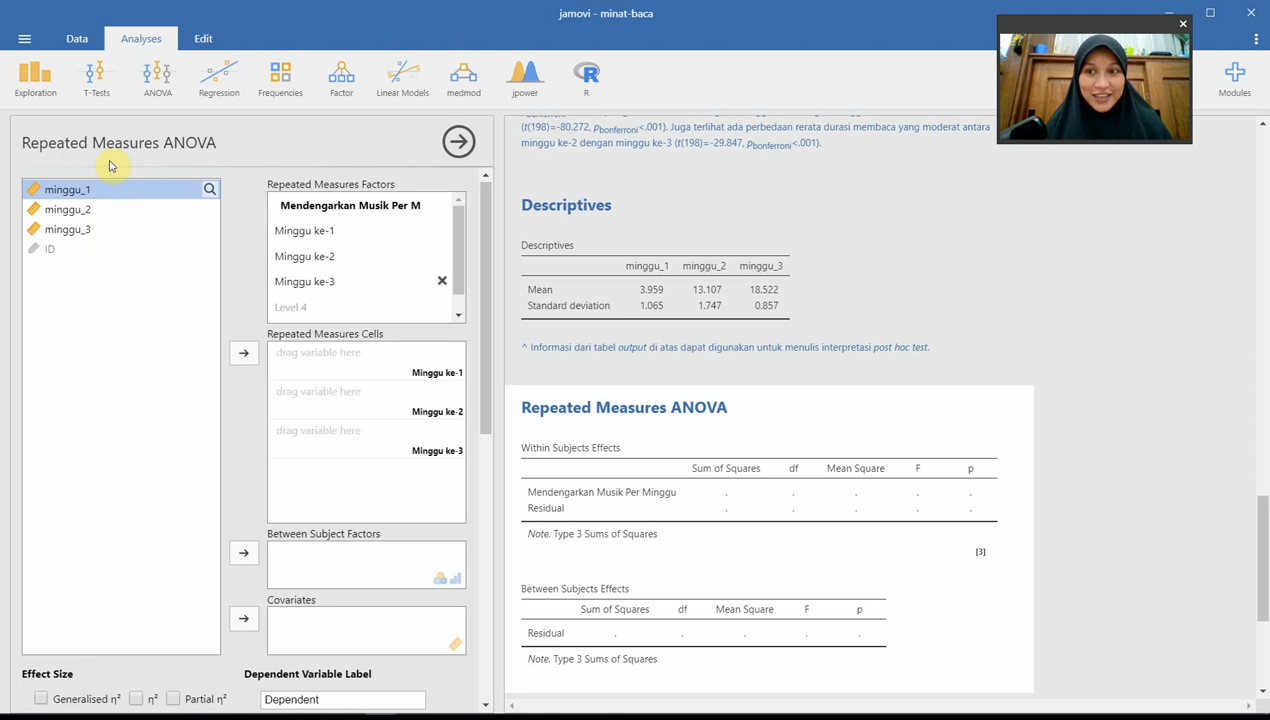 jamovi - minat-baca
Data
Analyses
Edit
Exploration
T-Tests
ANOVA
Regression
Frequencies
Factor
Linear Models
medmod
jpower
R
Modules
Repeated Measures ANOVA
minggu_1
minggu_2
minggu_3
ID
Repeated Measures Factors
Mendengarkan Musik Per M
Minggu ke-1
Minggu ke-2
Minggu ke-3
Level 4
Repeated Measures Cells
drag variable here
Minggu ke-1
drag variable here
Minggu ke-2
drag variable here
Minggu ke-3
Between Subject Factors
Covariates
Effect Size
Generalised η² η² Partial η²
Dependent Variable Label
Dependent
(t(198)=-80.272, pbonferroni<.001). Juga terlihat ada perbedaan rerata durasi membaca yang moderat antara
minggu ke-2 dengan minggu ke-3 (t(198)=-29.847, pbonferroni<.001).
Descriptives
Descriptives
minggu_1 minggu_2 minggu_3
Mean 3.959 13.107 18.522
Standard deviation 1.065 1.747 0.857
^ Informasi dari tabel output di atas dapat digunakan untuk menulis interpretasi post hoc test.
Repeated Measures ANOVA
Within Subjects Effects
Sum of Squares df Mean Square F p
Mendengarkan Musik Per Minggu . . . . .
Residual . . . . .
Note. Type 3 Sums of Squares
[3]
Between Subjects Effects
Sum of Squares df Mean Square F p
Residual . . . . .
Note. Type 3 Sums of Squares